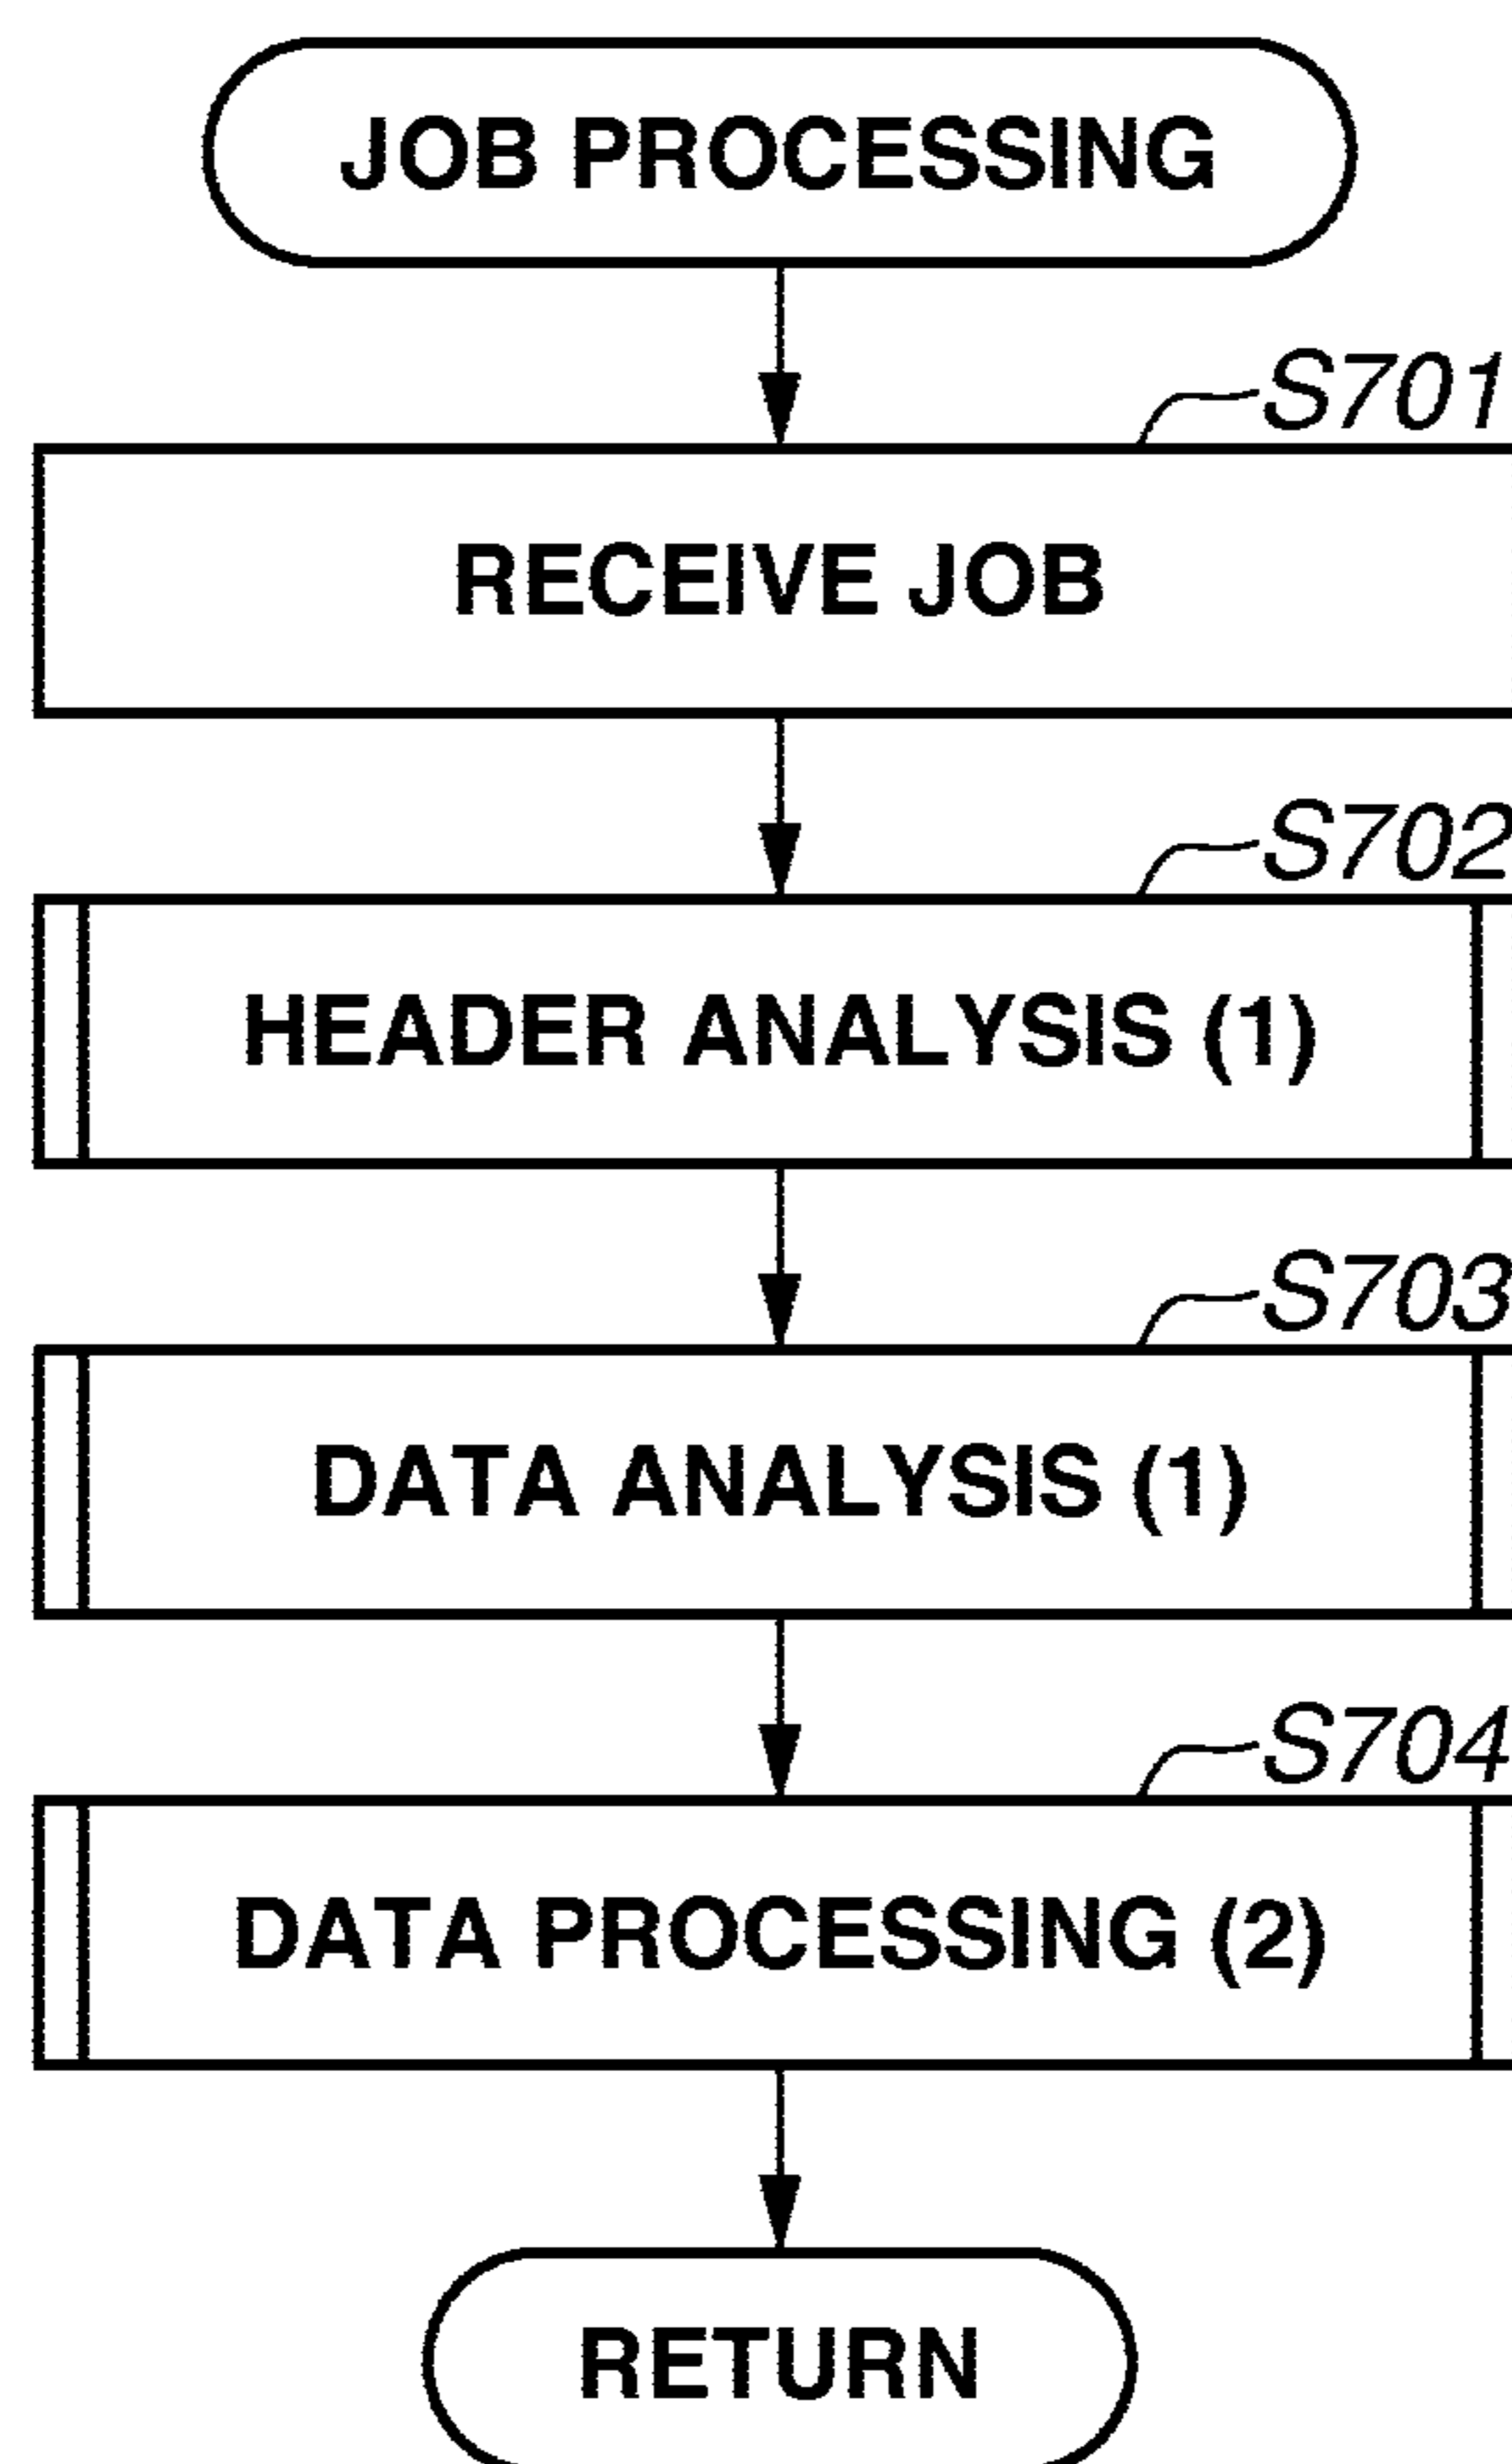 JOB PROCESSING
S701
RECEIVE JOB
S702
HEADER ANALYSIS (1)
S703
DATA ANALYSIS (1)
S704
DATA PROCESSING (2)
RETURN